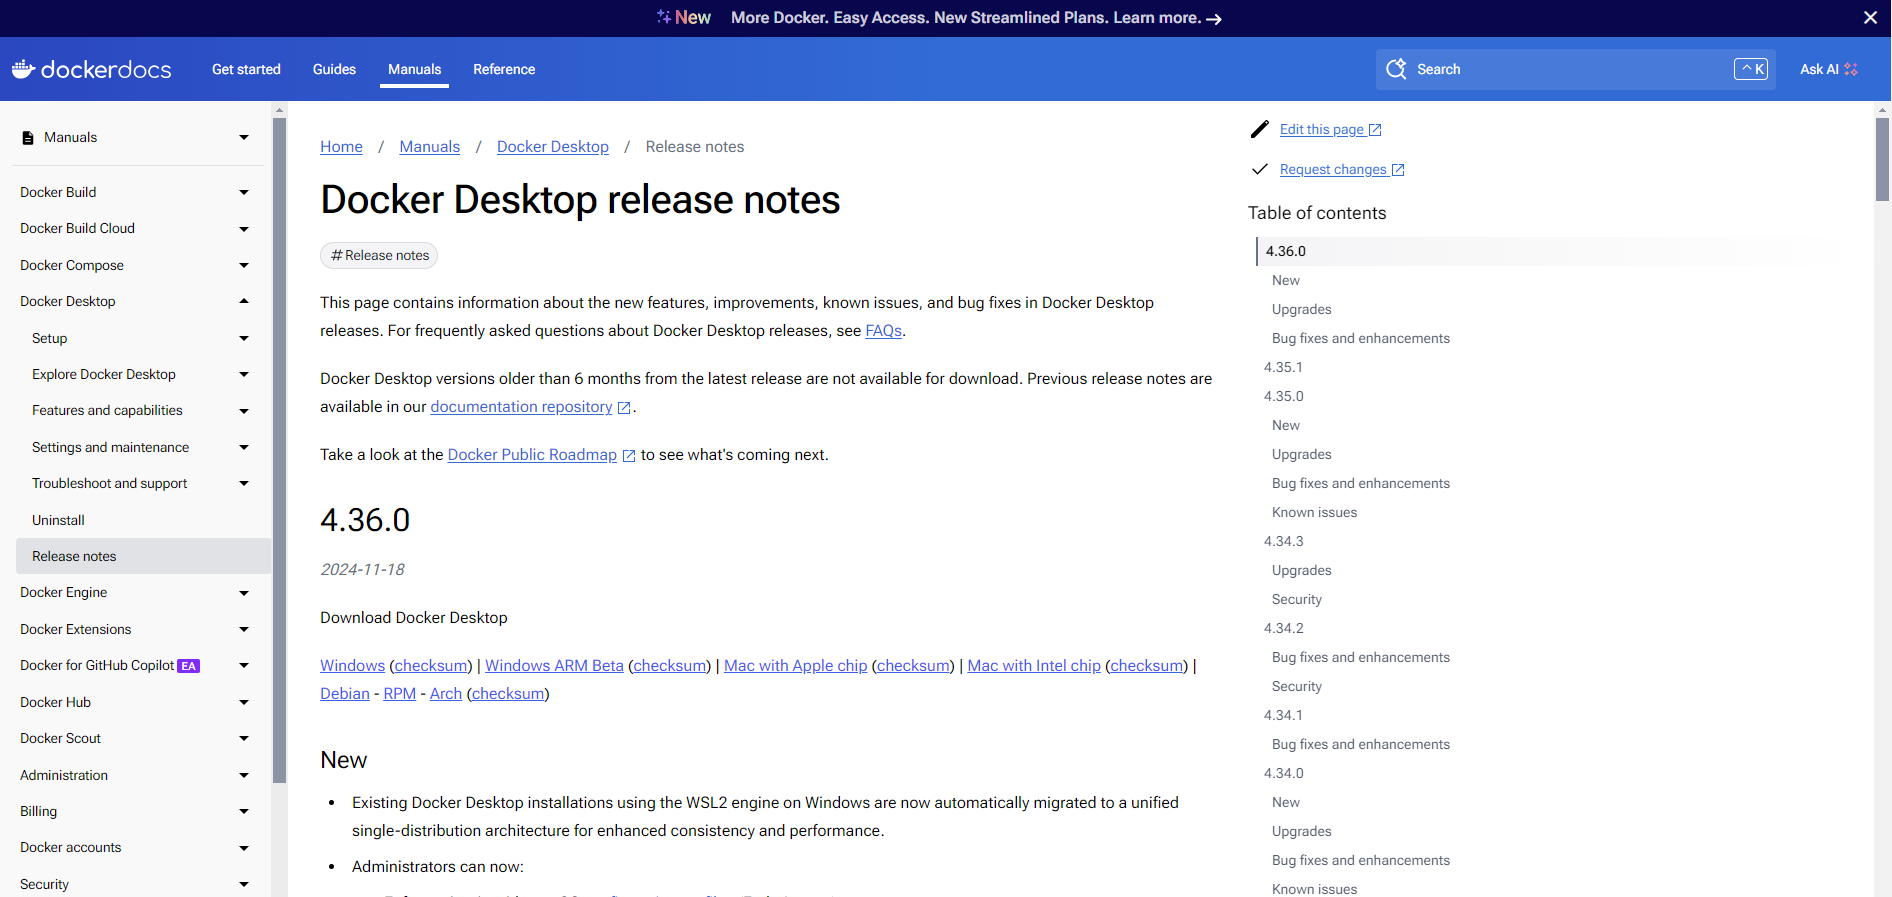 New More Docker. Easy Access. New Streamlined Plans. Learn more.
dockerdocs
Get started
Guides
Manuals
Reference
Search
^ K
Ask AI
Manuals
Docker Build
Docker Build Cloud
Docker Compose
Docker Desktop
Setup
Explore Docker Desktop
Features and capabilities
Settings and maintenance
Troubleshoot and support
Uninstall
Release notes
Docker Engine
Docker Extensions
Docker for GitHub Copilot EA
Docker Hub
Docker Scout
Administration
Billing
Docker accounts
Security
Home / Manuals / Docker Desktop / Release notes
Docker Desktop release notes
#Release notes
This page contains information about the new features, improvements, known issues, and bug fixes in Docker Desktop
releases. For frequently asked questions about Docker Desktop releases, see FAQs.
Docker Desktop versions older than 6 months from the latest release are not available for download. Previous release notes are
available in our documentation repository.
Take a look at the Docker Public Roadmap to see what's coming next.
4.36.0
2024-11-18
Download Docker Desktop
Windows (checksum) | Windows ARM Beta (checksum) | Mac with Apple chip (checksum) | Mac with Intel chip (checksum) |
Debian - RPM - Arch (checksum)
New
• Existing Docker Desktop installations using the WSL2 engine on Windows are now automatically migrated to a unified
single-distribution architecture for enhanced consistency and performance.
• Administrators can now:
Edit this page
Request changes
Table of contents
4.36.0
New
Upgrades
Bug fixes and enhancements
4.35.1
4.35.0
New
Upgrades
Bug fixes and enhancements
Known issues
4.34.3
Upgrades
Security
4.34.2
Bug fixes and enhancements
Security
4.34.1
Bug fixes and enhancements
4.34.0
New
Upgrades
Bug fixes and enhancements
Known issues